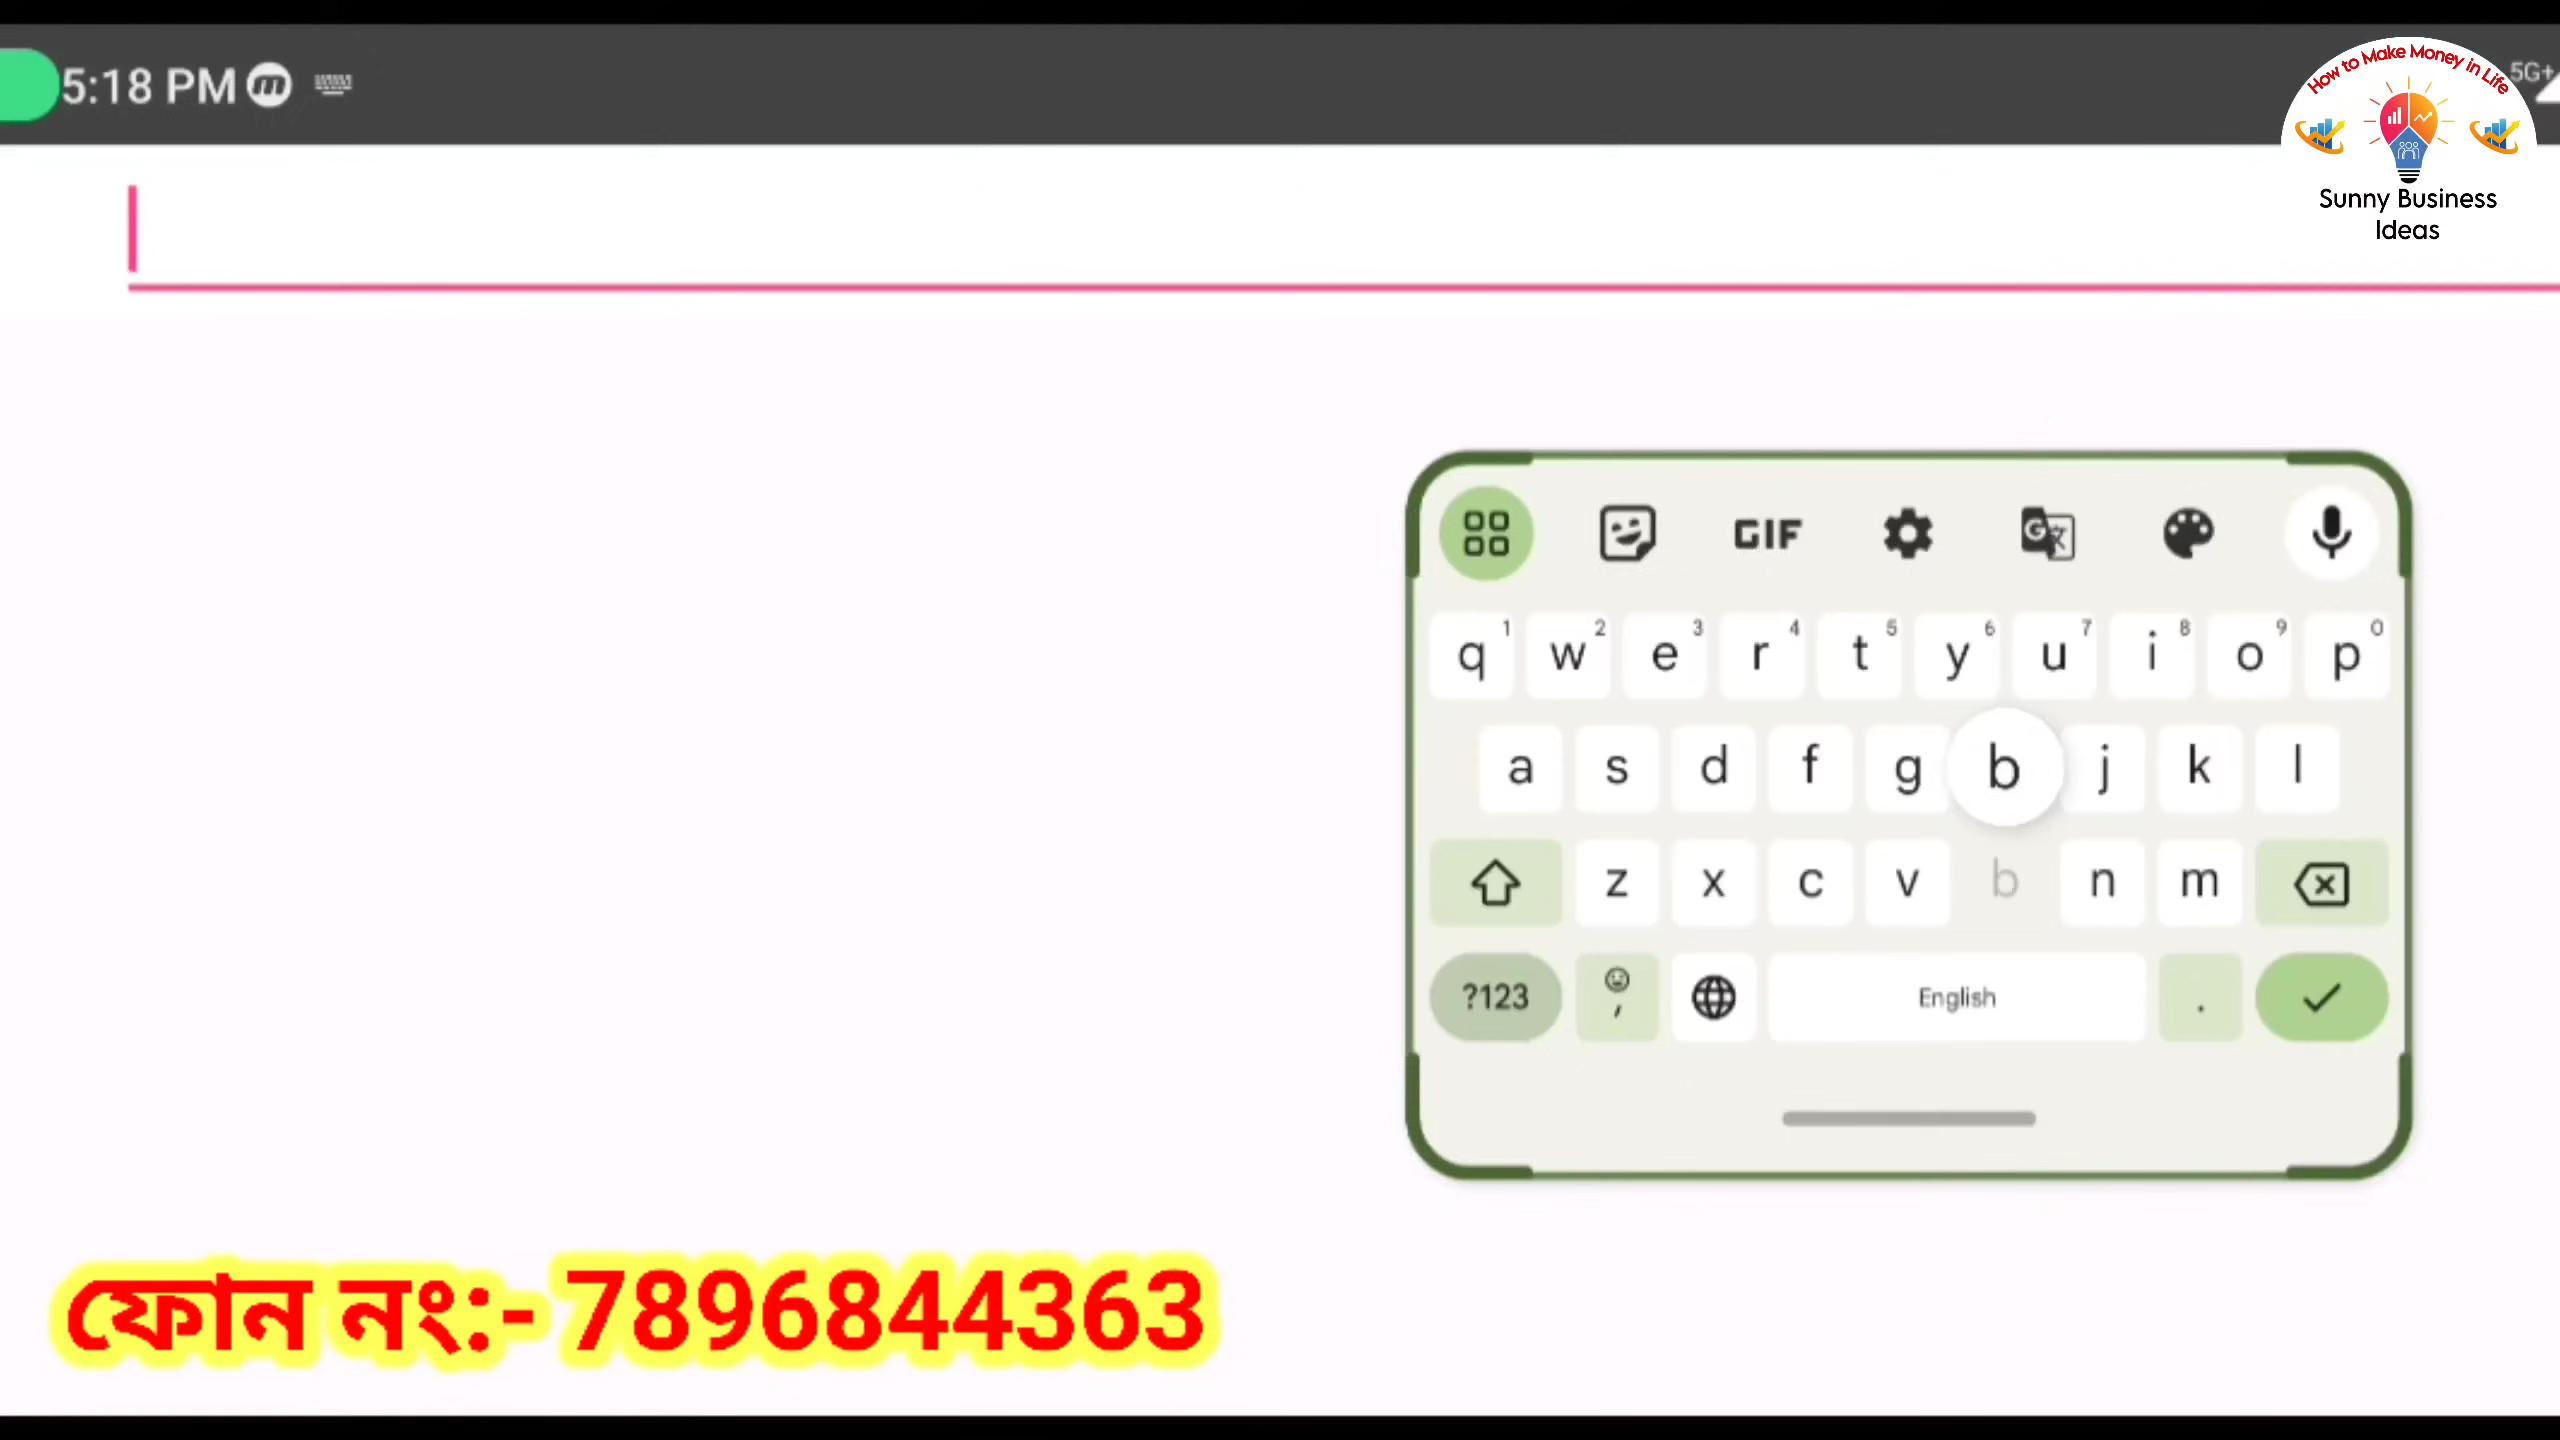 5:18 PM
5G+
How to Make Money in Life
Sunny Business
Ideas
GIF
q 1 w 2 e 3 r 4 t 5 y 6 u 7 i 8 o 9 p 0
a s d f g b j k l
z x c v b n m
?123 , English .
ফোন নং:- 7896844363